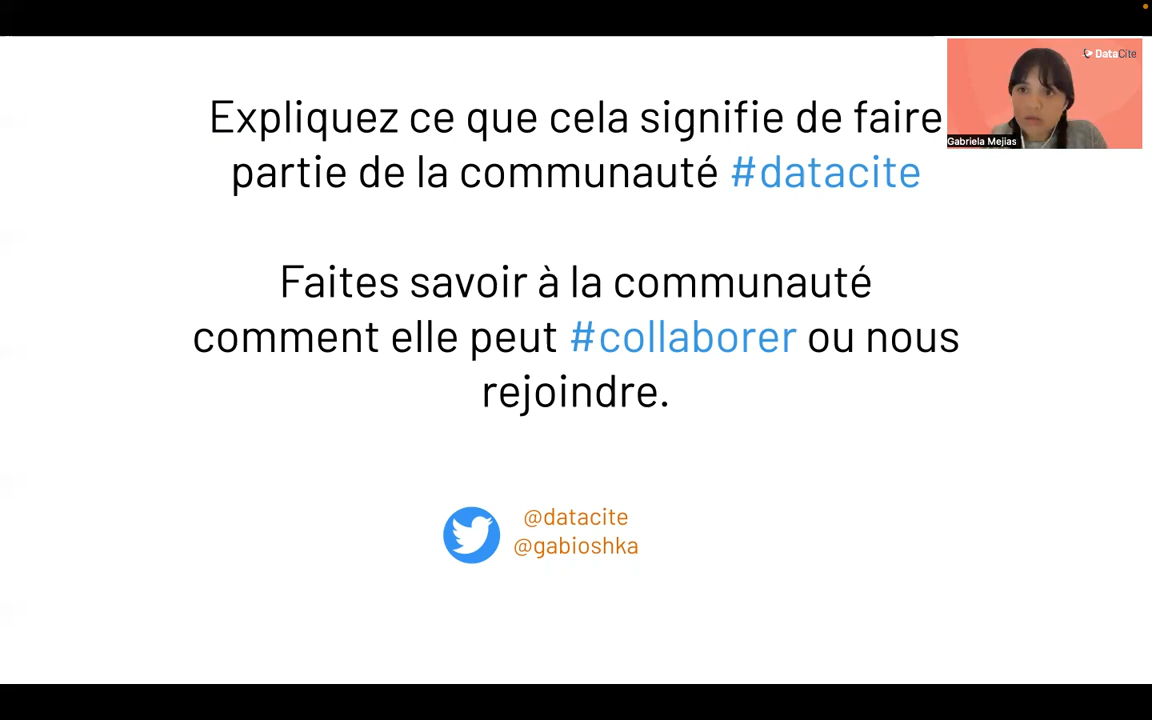 Expliquez ce que cela signifie de faire
partie de la communauté #datacite
Faites savoir à la communauté
comment elle peut #collaborer ou nous
rejoindre.
@datacite
@gabioshka
DataCite
Gabriela Mejias